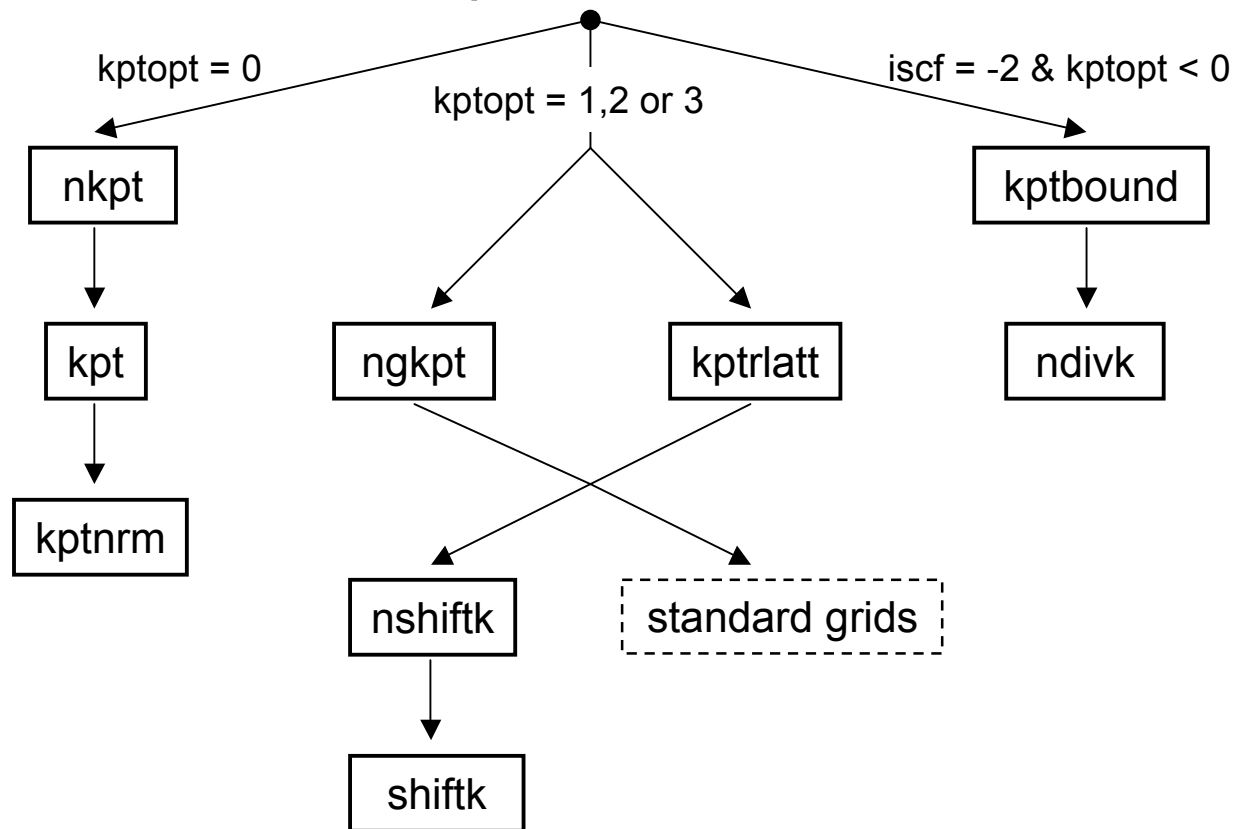 kptopt = 0
kptopt = 1,2 or 3
iscf = -2 & kptopt < 0
nkpt
kptbound
kpt
ngkpt
kptrlatt
ndivk
kptnrm
nshiftk
standard grids
shiftk